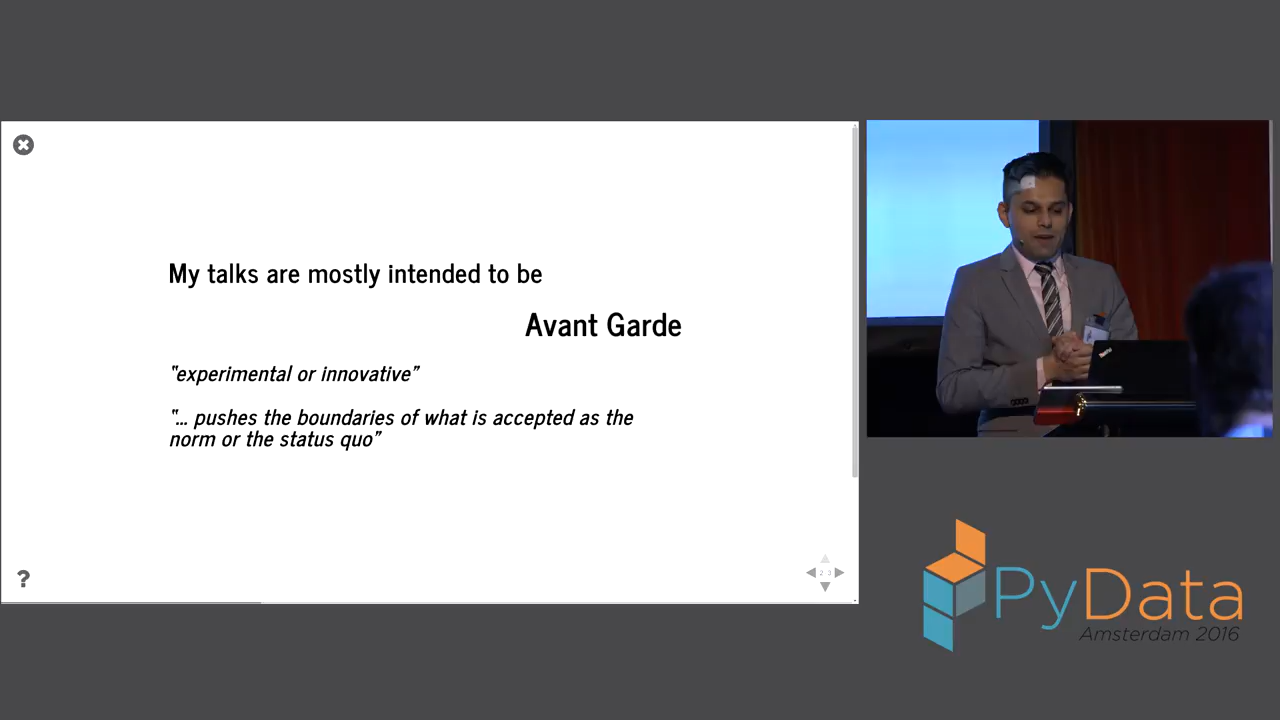 My talks are mostly intended to be
Avant Garde
“experimental or innovative”
“... pushes the boundaries of what is accepted as the
norm or the status quo”
?
PyData
Amsterdam 2016